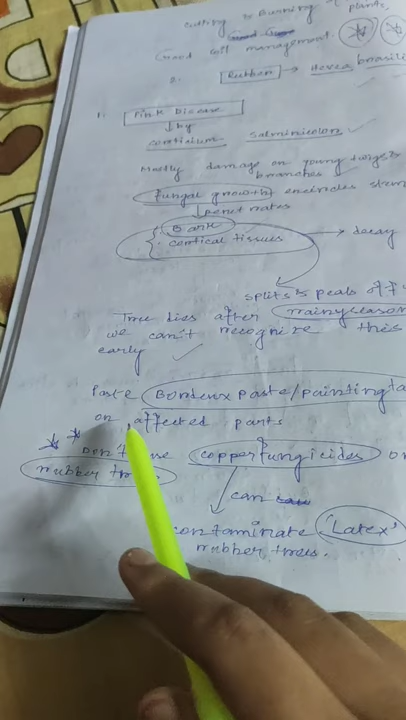 cutting & Burning of plants,
Good soil management.
2. Rubber → Hevea brasili
1. Pink Disease
↓ by
corticium salminicolor
Mostly damage on young twigs &
branches
Fungal growth encircles stem
↓ penetrates
{ Bark
cortical tissues → decay
splits & peals off
Tree dies after rainy season
we can't recognize this
early
Paste Bordeux paste/painting ta
on affected parts
Don't use copper fungicides on
rubber trees
↓ can
contaminate 'Latex'
rubber trees.